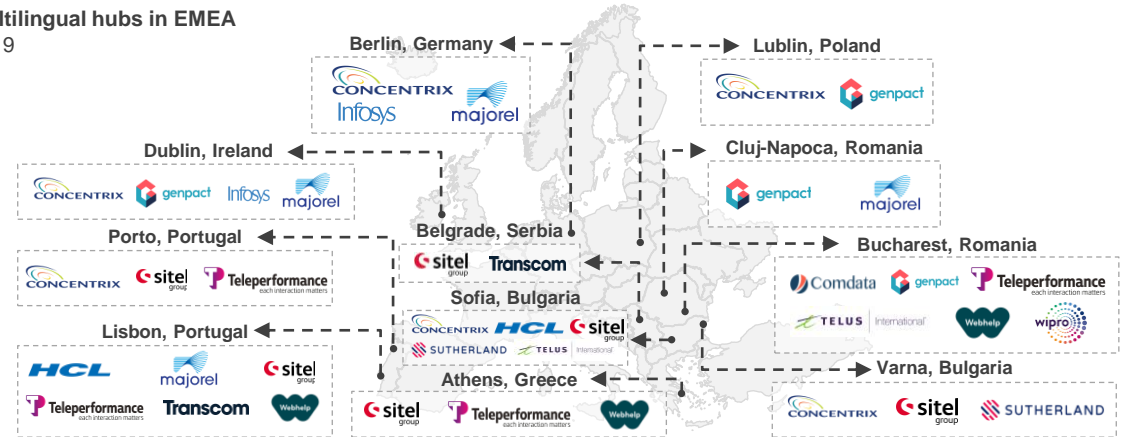 ltilingual hubs in EMEA
9
Berlin, Germany
CONCENTRIX
Infosys
majorel
Lublin, Poland
CONCENTRIX genpact
Dublin, Ireland
CONCENTRIX genpact Infosys majorel
Cluj-Napoca, Romania
genpact majorel
Porto, Portugal
CONCENTRIX sitel group Teleperformance
each interaction matters
Belgrade, Serbia
sitel group Transcom
Bucharest, Romania
Comdata genpact Teleperformance
each interaction matters
TELUS International Webhelp wipro
Sofia, Bulgaria
CONCENTRIX HCL sitel group
SUTHERLAND TELUS International
Lisbon, Portugal
HCL majorel sitel group
Teleperformance Transcom Webhelp
each interaction matters
Athens, Greece
sitel group Teleperformance Webhelp
each interaction matters
Varna, Bulgaria
CONCENTRIX sitel group SUTHERLAND